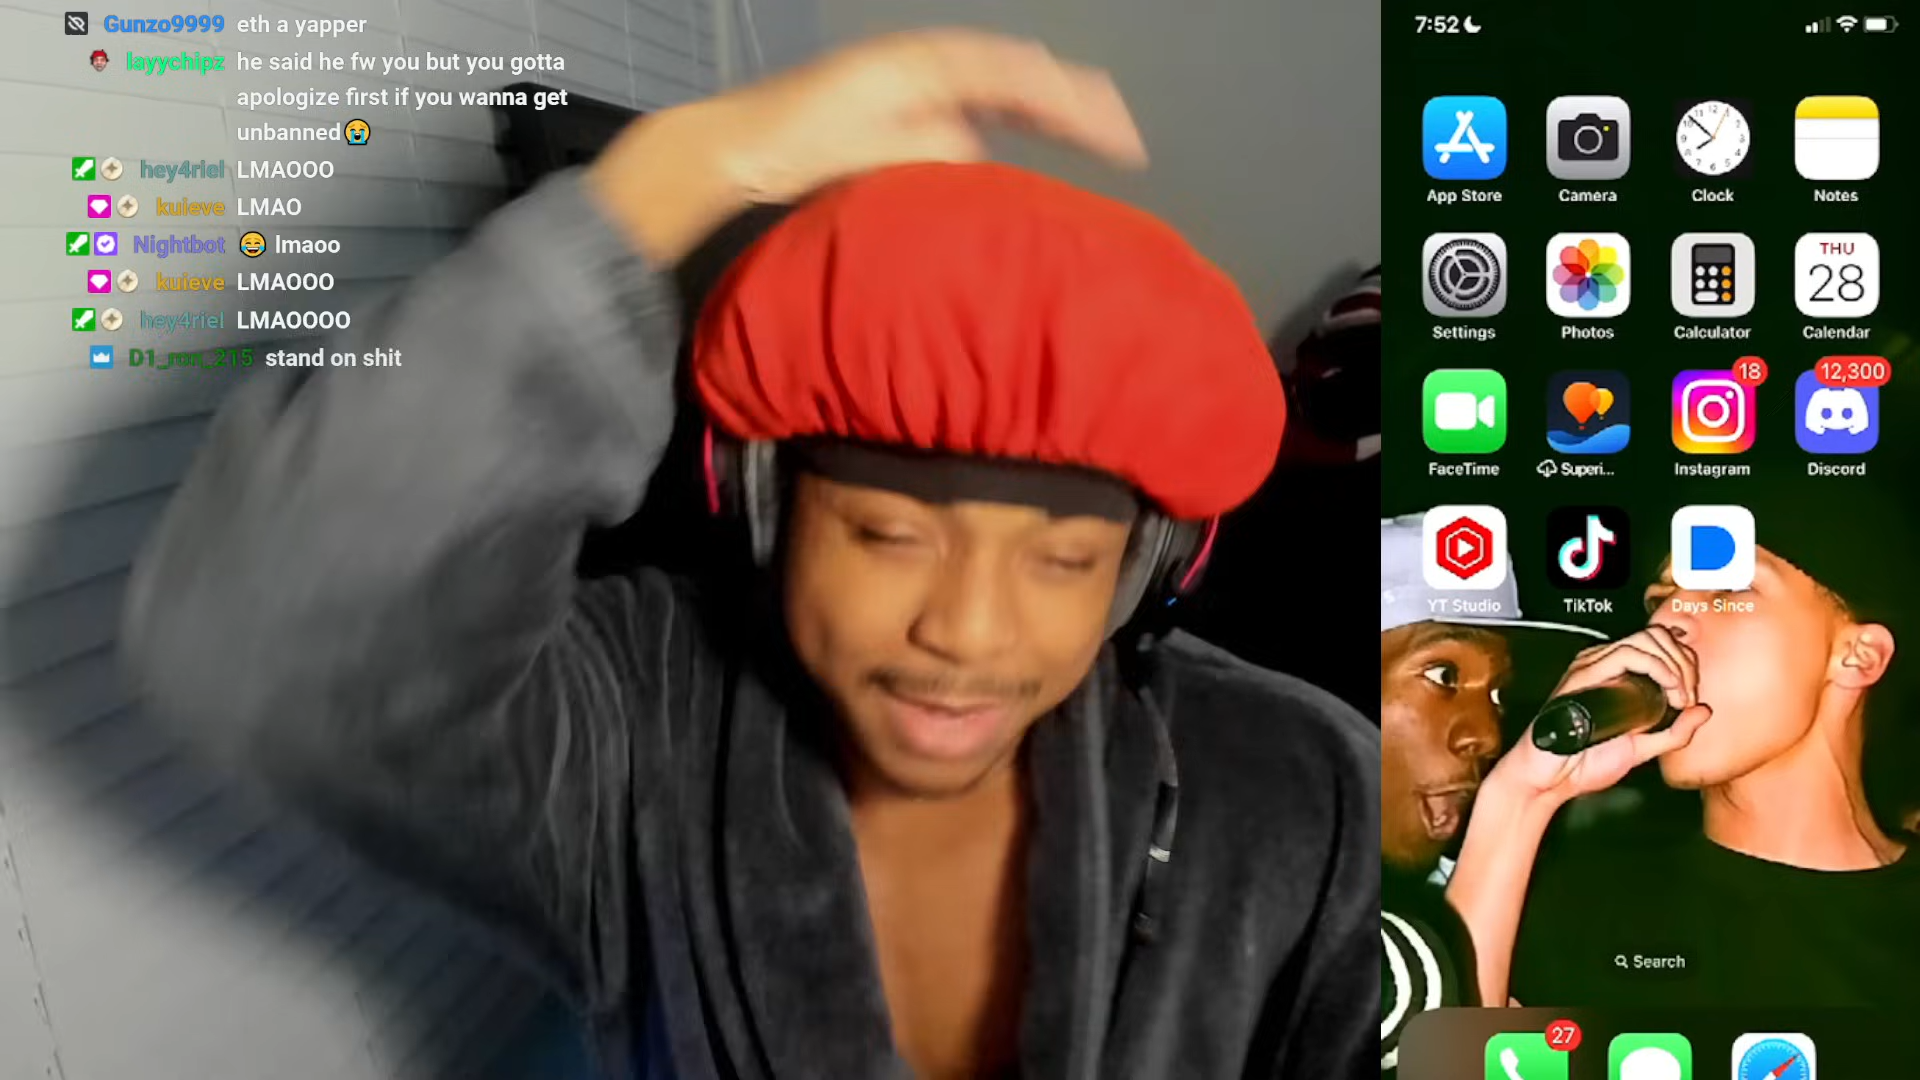 Gunzo9999 eth a yapper
layychipz he said he fw you but you gotta
apologize first if you wanna get
unbanned😭
hey4riel LMAOOO
kuieve LMAO
Nightbot 😂 lmaoo
kuieve LMAOOO
hey4riel LMAOOOO
D1_ron_215 stand on shit
7:52
App Store Camera Clock Notes
THU
28
Settings Photos Calculator Calendar
18 12,300
FaceTime Superi... Instagram Discord
YT Studio TikTok Days Since
Search
27